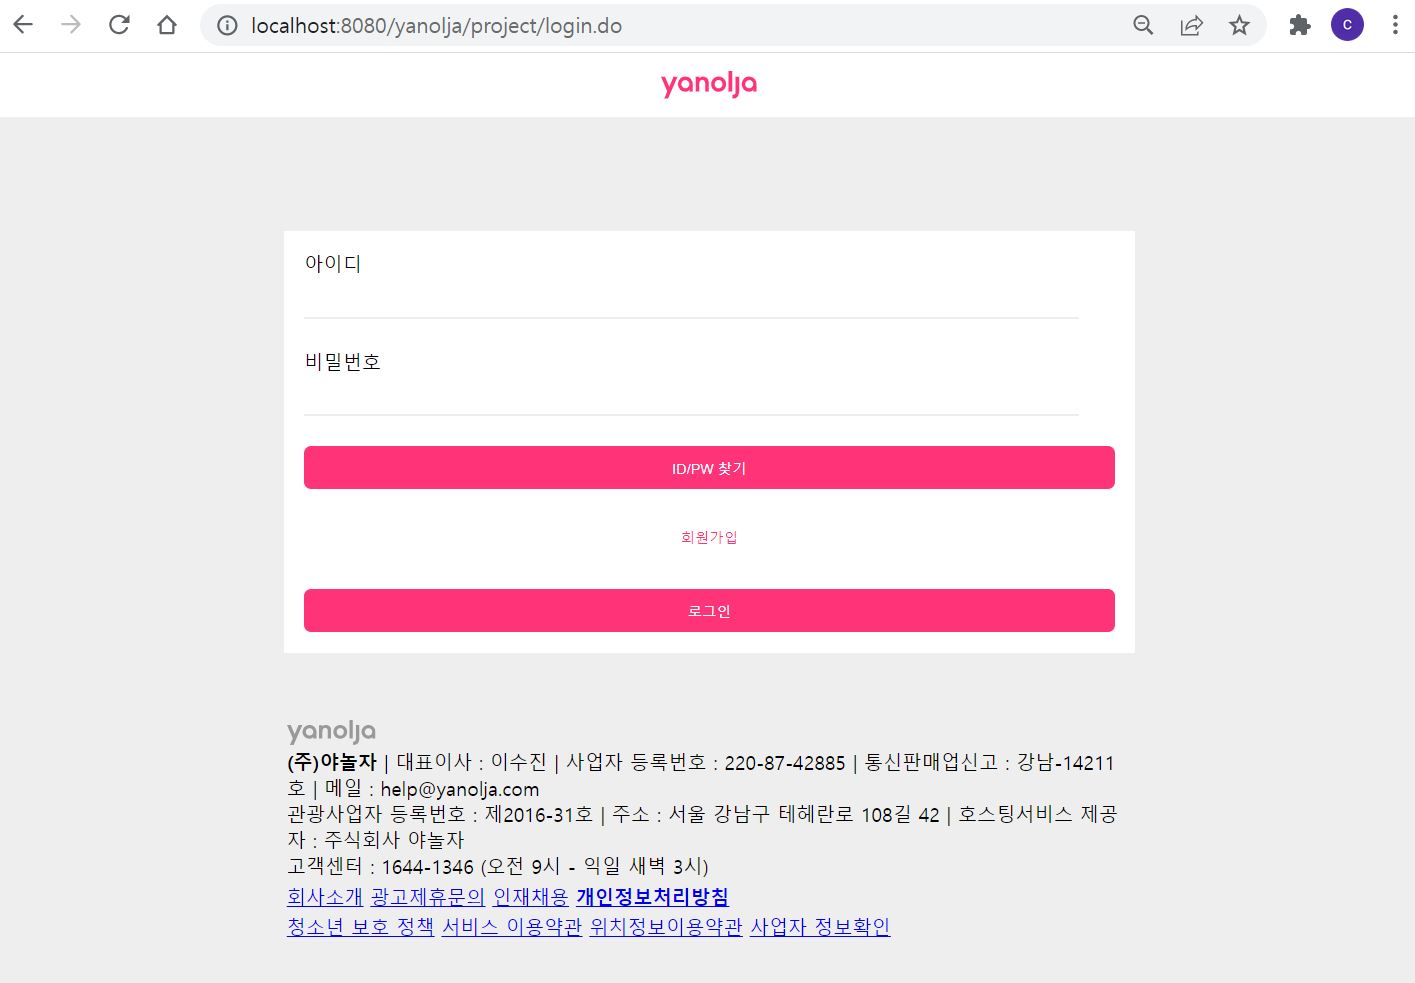 localhost:8080/yanolja/project/login.do
C
yanolja
아이디
비밀번호
ID/PW 찾기
회원가입
로그인
yanolja
(주)야놀자 | 대표이사 : 이수진 | 사업자 등록번호 : 220-87-42885 | 통신판매업신고 : 강남-14211
호 | 메일 : help@yanolja.com
관광사업자 등록번호 : 제2016-31호 | 주소 : 서울 강남구 테헤란로 108길 42 | 호스팅서비스 제공
자 : 주식회사 야놀자
고객센터 : 1644-1346 (오전 9시 - 익일 새벽 3시)
회사소개 광고제휴문의 인재채용 개인정보처리방침
청소년 보호 정책 서비스 이용약관 위치정보이용약관 사업자 정보확인